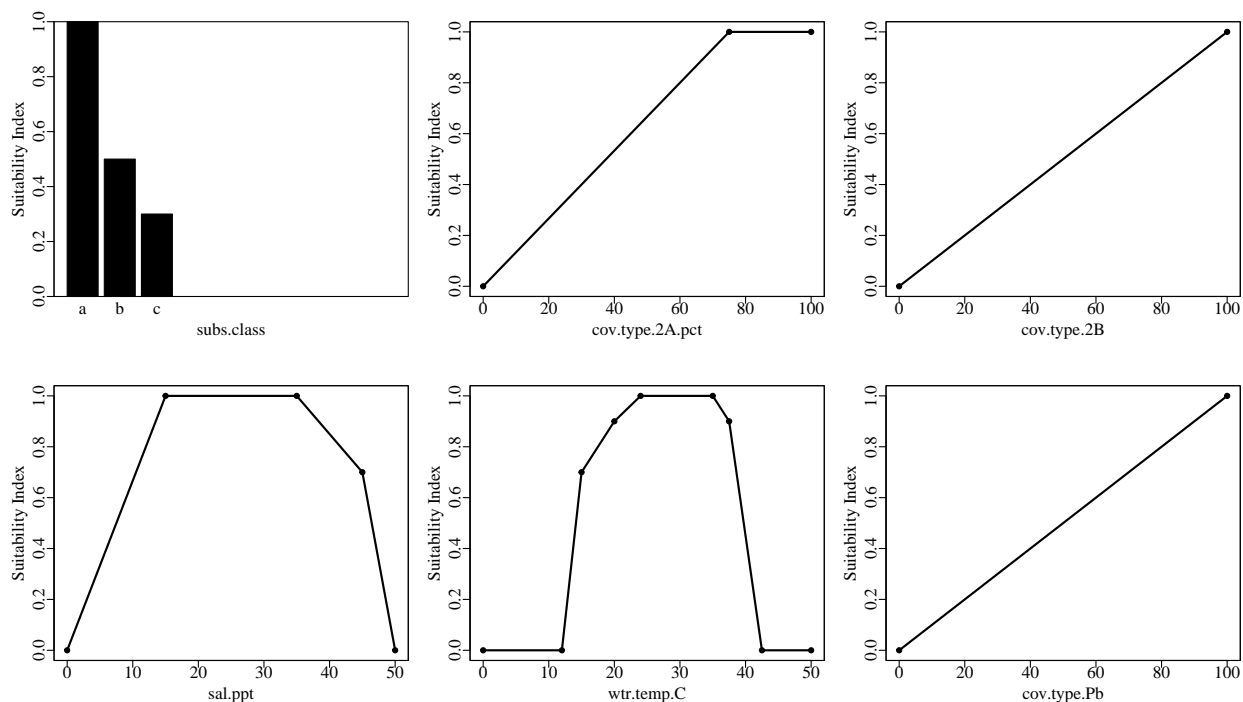 Suitability Index
0.0 0.2 0.4 0.6 0.8 1.0
a b c
subs.class
Suitability Index
0.0 0.2 0.4 0.6 0.8 1.0
0 20 40 60 80 100
cov.type.2A.pct
Suitability Index
0.0 0.2 0.4 0.6 0.8 1.0
0 20 40 60 80 100
cov.type.2B
Suitability Index
0.0 0.2 0.4 0.6 0.8 1.0
0 10 20 30 40 50
sal.ppt
Suitability Index
0.0 0.2 0.4 0.6 0.8 1.0
0 10 20 30 40 50
wtr.temp.C
Suitability Index
0.0 0.2 0.4 0.6 0.8 1.0
0 20 40 60 80 100
cov.type.Pb